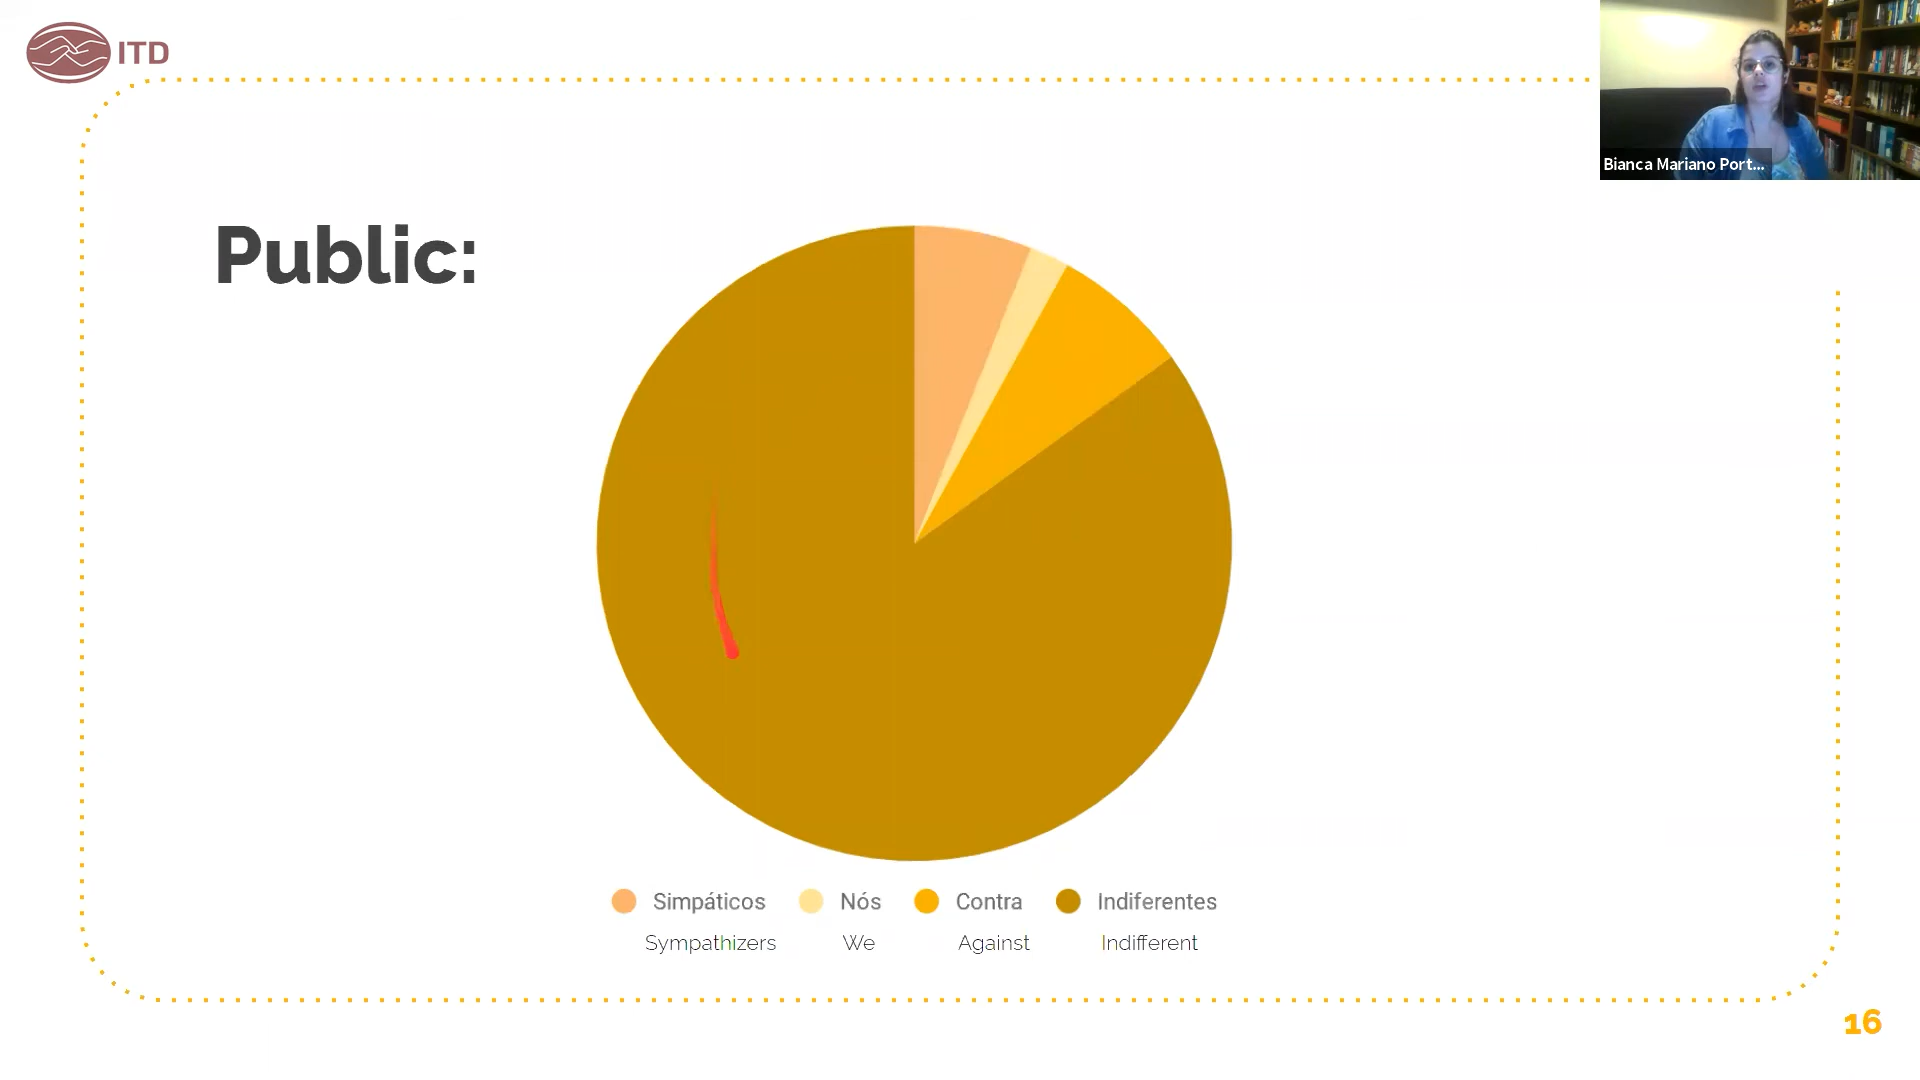 ITD
Bianca Mariano Port...
Public:
Simpáticos Nós Contra Indiferentes
Sympathizers We Against Indifferent
16